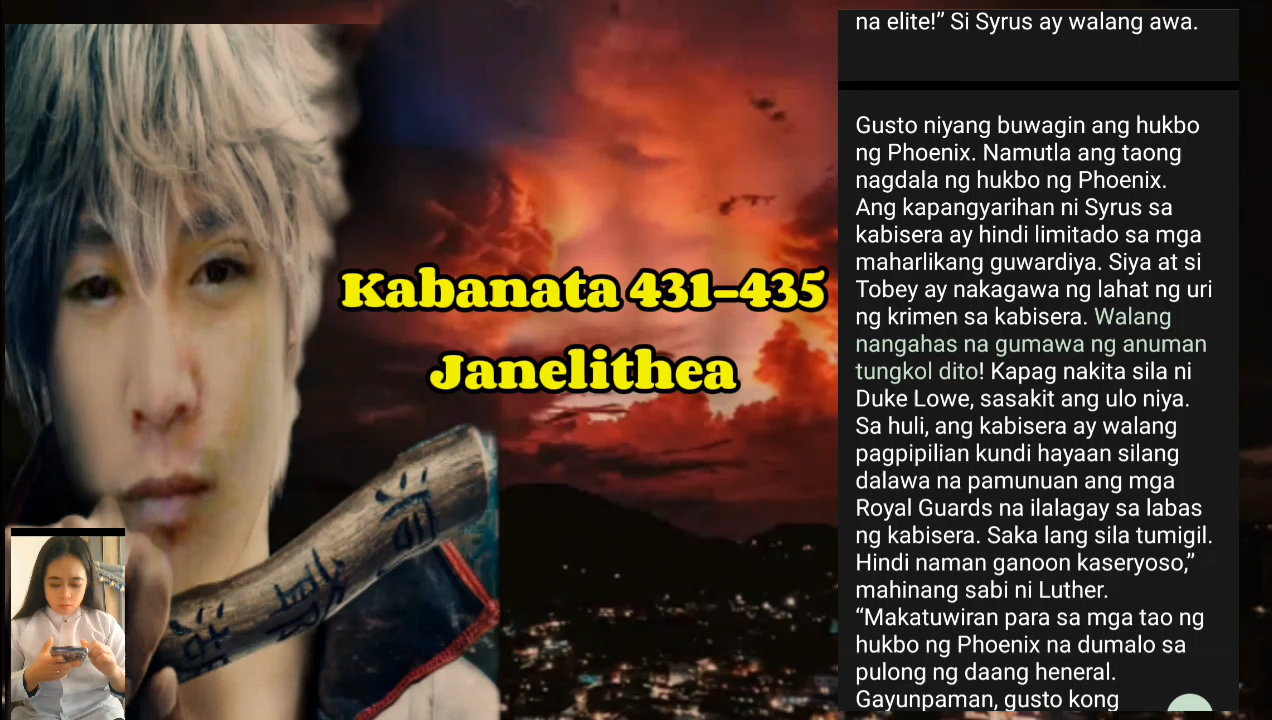 Kabanata 431-435
Janelithea
na elite!” Si Syrus ay walang awa.
Gusto niyang buwagin ang hukbo
ng Phoenix. Namutla ang taong
nagdala ng hukbo ng Phoenix.
Ang kapangyarihan ni Syrus sa
kabisera ay hindi limitado sa mga
maharlikang guwardiya. Siya at si
Tobey ay nakagawa ng lahat ng uri
ng krimen sa kabisera. Walang
nangahas na gumawa ng anuman
tungkol dito! Kapag nakita sila ni
Duke Lowe, sasakit ang ulo niya.
Sa huli, ang kabisera ay walang
pagpipilian kundi hayaan silang
dalawa na pamunuan ang mga
Royal Guards na ilalagay sa labas
ng kabisera. Saka lang sila tumigil.
Hindi naman ganoon kaseryoso,”
mahinang sabi ni Luther.
“Makatuwiran para sa mga tao ng
hukbo ng Phoenix na dumalo sa
pulong ng daang heneral.
Gayunpaman, gusto kong